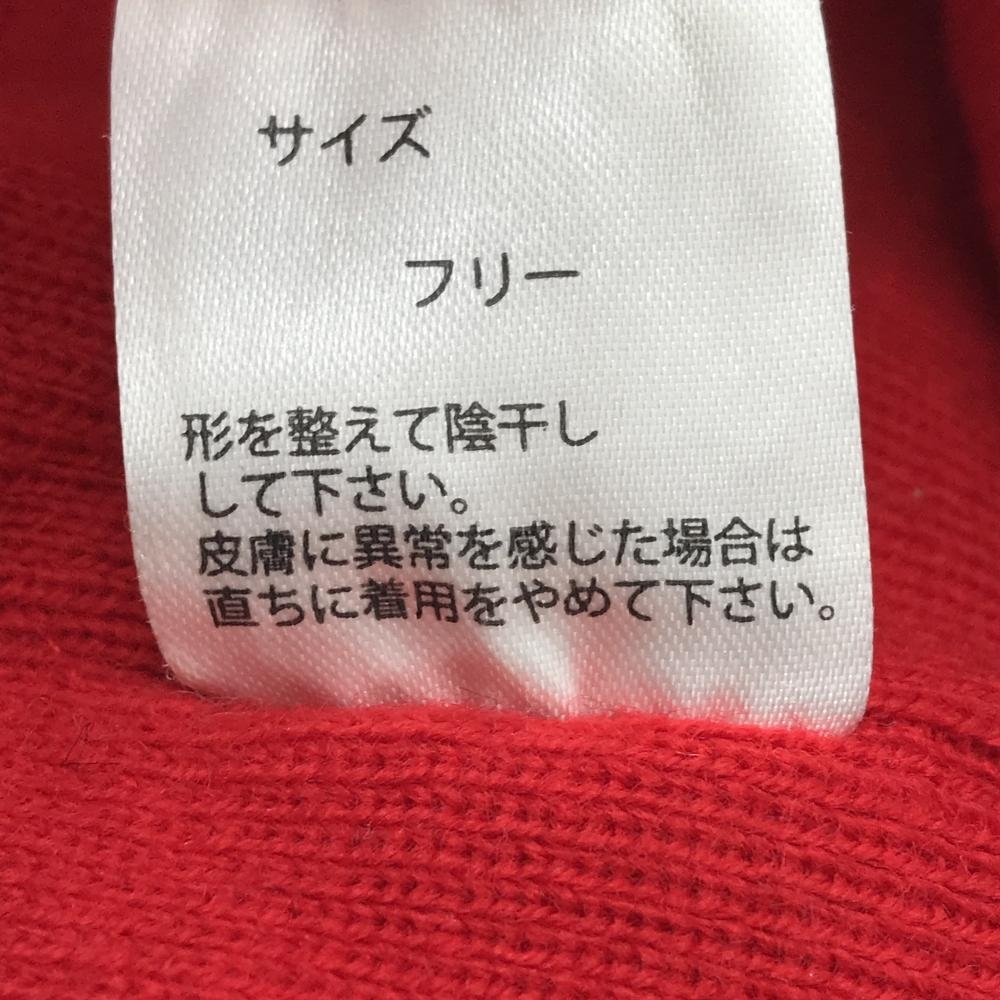 サイズ
フリー
形を整えて陰干し
して下さい。
皮膚に異常を感じた場合は
直ちに着用をやめて下さい。